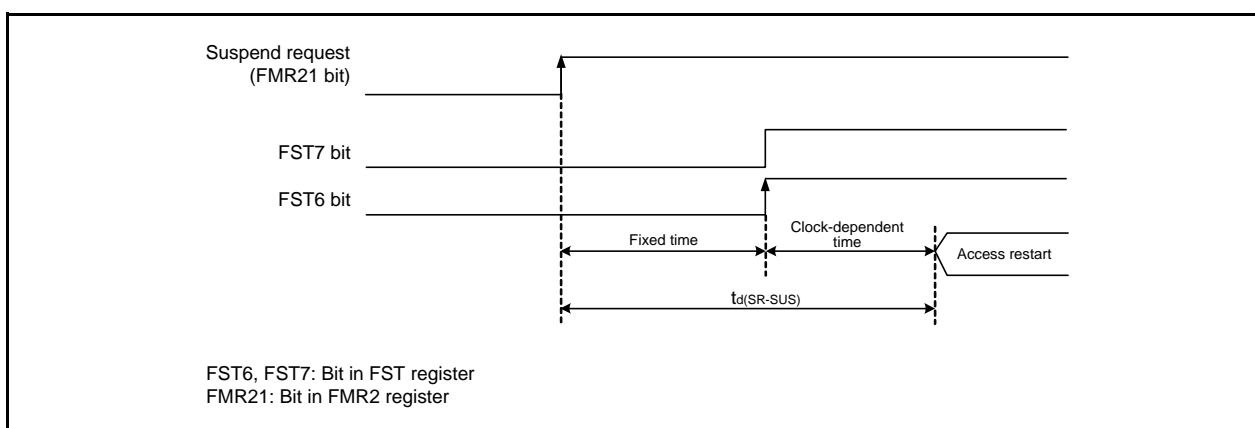 Suspend request
(FMR21 bit)
FST7 bit
FST6 bit
Fixed time
Clock-dependent
time
Access restart
td(SR-SUS)
FST6, FST7: Bit in FST register
FMR21: Bit in FMR2 register